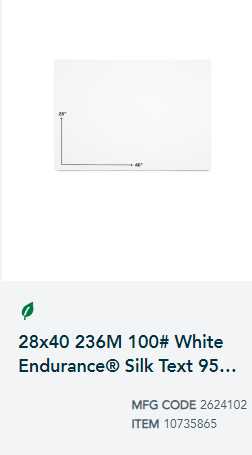 28"
40"
28x40 236M 100# White
Endurance® Silk Text 95...
MFG CODE 2624102
ITEM 10735865